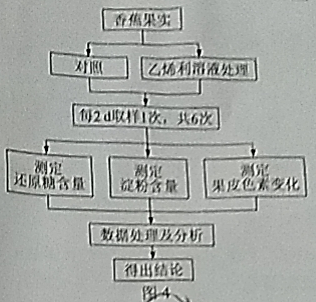 香蕉果实
对照
乙烯利溶液处理
每2d取样1次，共6次
测定
还原糖含量
测定
淀粉含量
测定
果皮色素变化
数据处理及分析
得出结论
图4